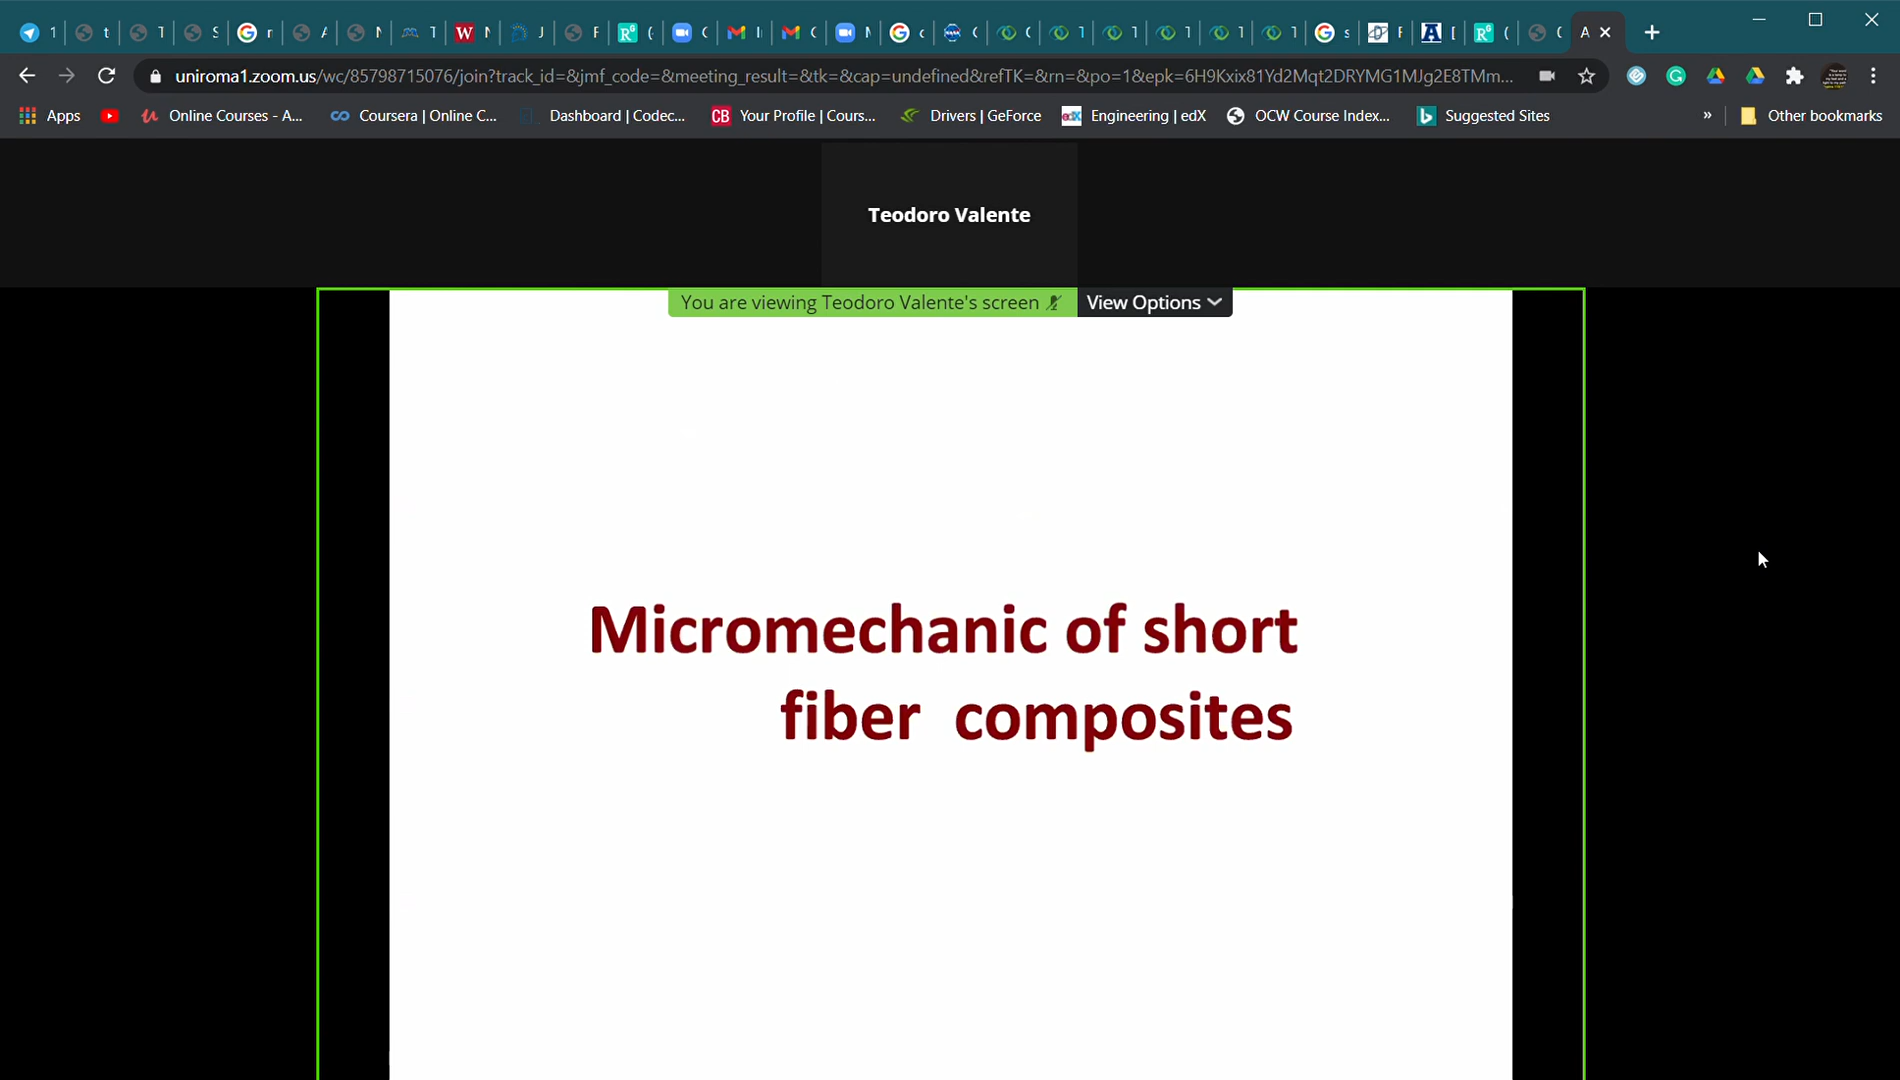 uniroma1.zoom.us/wc/85798715076/join?track_id=&jmf_code=&meeting_result=&tk=&cap=undefined&refTK=&rn=&po=1&epk=6H9Kxix81Yd2Mqt2DRYMG1MJg2E8TMm...
Apps Online Courses - A... Coursera | Online C... Dashboard | Codec... CB Your Profile | Cours... Drivers | GeForce edX Engineering | edX OCW Course Index... Suggested Sites » Other bookmarks
Teodoro Valente
You are viewing Teodoro Valente's screen View Options
Micromechanic of short
fiber composites